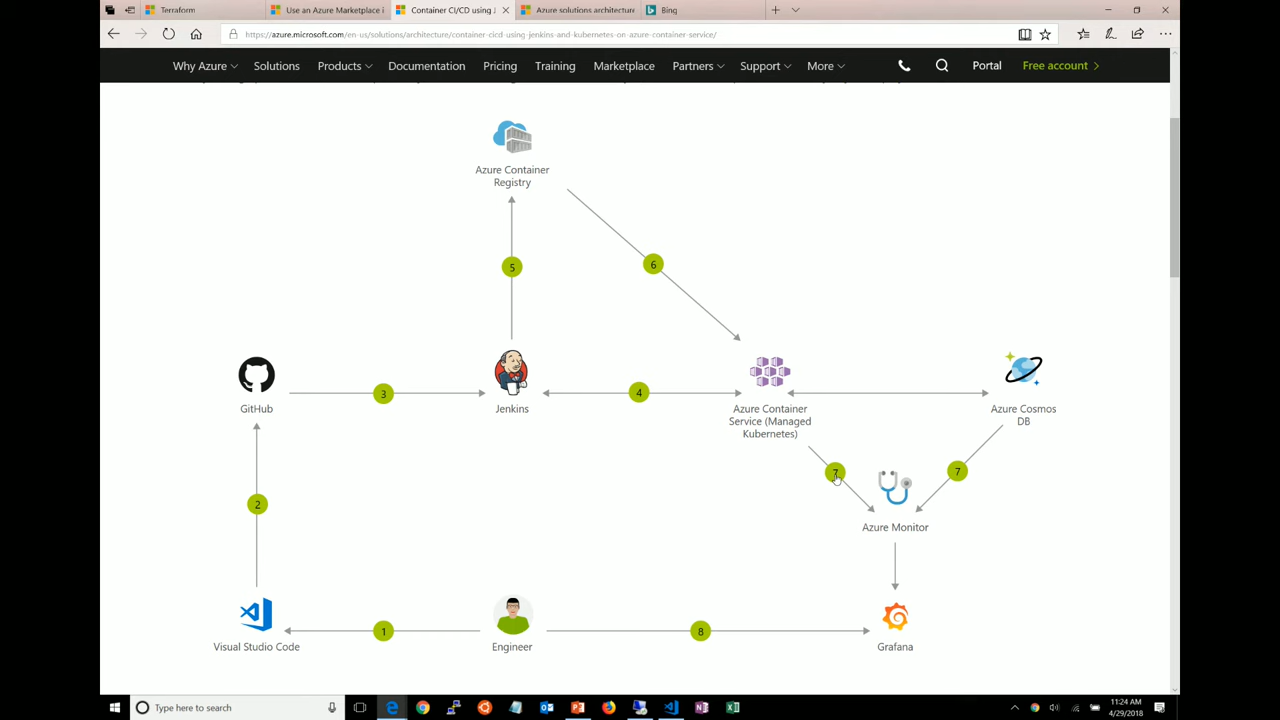 Terraform
Use an Azure Marketplace i
Container CI/CD using J
Azure solutions architecture
Bing
https://azure.microsoft.com/en-us/solutions/architecture/container-cicd-using-jenkins-and-kubernetes-on-azure-container-service/
Why Azure Solutions Products Documentation Pricing Training Marketplace Partners Support More Portal Free account
Azure Container
Registry
5
6
GitHub
3
Jenkins
4
Azure Container
Service (Managed
Kubernetes)
Azure Cosmos
DB
7
7
Azure Monitor
2
Visual Studio Code
1
Engineer
8
Grafana
Type here to search
11:24 AM
4/29/2018